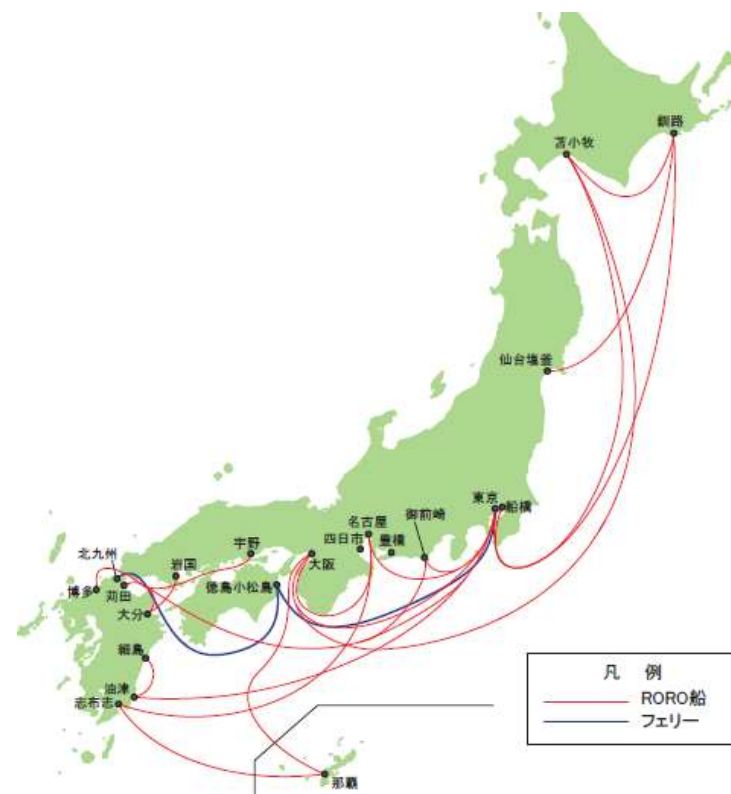 釧路
苫小牧
仙台塩釜
東京
船橋
御前崎
名古屋
四日市
豊橋
宇野
大阪
北九州
岩国
博多
苅田
徳島小松島
大分
細島
油津
志布志
那覇
凡 例
RORO船
フェリー